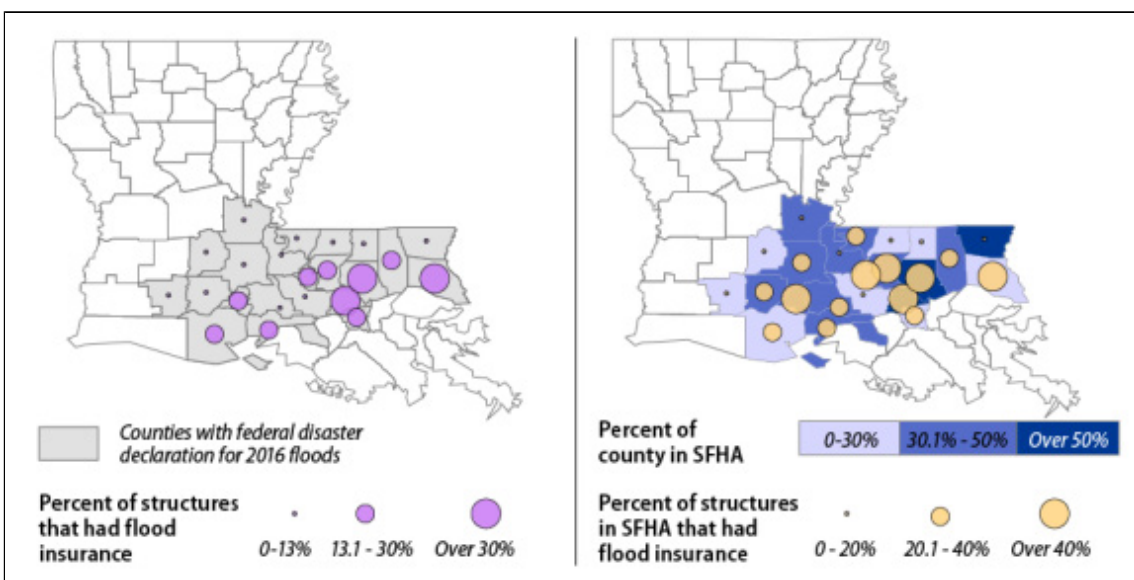 Counties with federal disaster
declaration for 2016 floods
Percent of structures
that had flood
insurance
0-13%
13.1 - 30%
Over 30%
Percent of
county in SFHA
0-30%
30.1% - 50%
Over 50%
Percent of structures
in SFHA that had
flood insurance
0 - 20%
20.1 - 40%
Over 40%